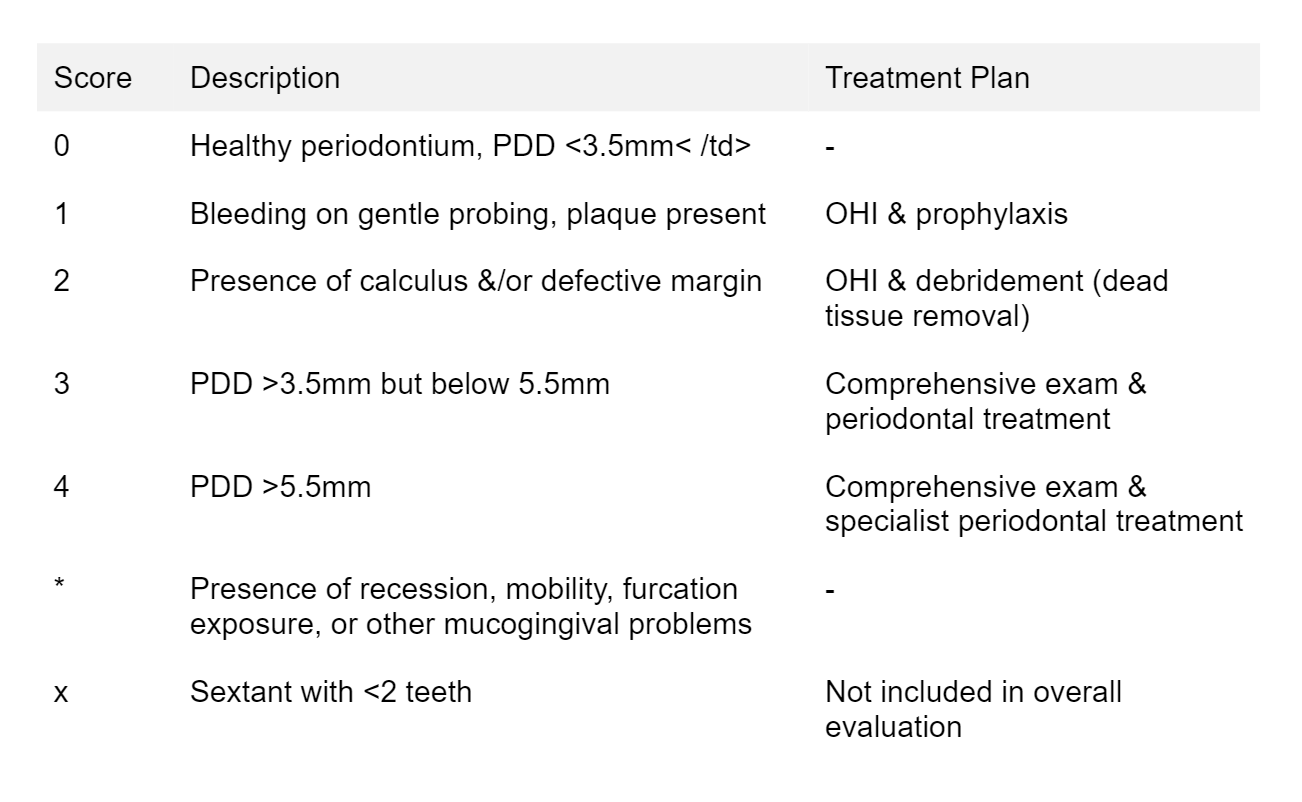 Score Description Treatment Plan
0 Healthy periodontium, PDD <3.5mm< /td> -
1 Bleeding on gentle probing, plaque present OHI & prophylaxis
2 Presence of calculus &/or defective margin OHI & debridement (dead
tissue removal)
3 PDD >3.5mm but below 5.5mm Comprehensive exam &
periodontal treatment
4 PDD >5.5mm Comprehensive exam &
specialist periodontal treatment
* Presence of recession, mobility, furcation -
exposure, or other mucogingival problems
x Sextant with <2 teeth Not included in overall
evaluation